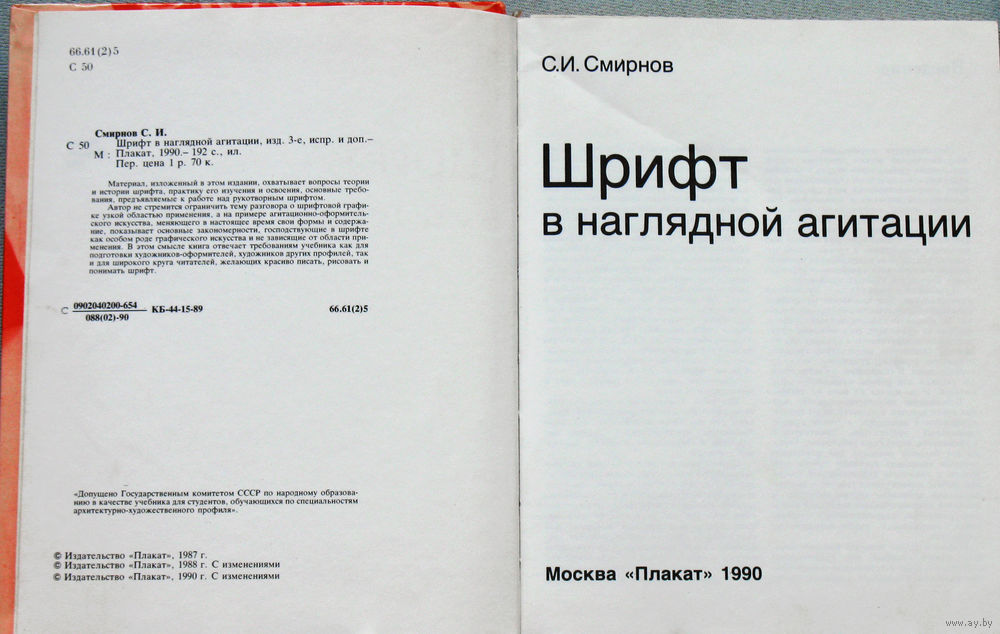 66.61(2)5
С 50
Смирнов С. И.
С 50 Шрифт в наглядной агитации, изд. 3-е, испр. и доп.–
М : Плакат, 1990.– 192 с., ил.
Пер. цена 1 р. 70 к.
Материал, изложенный в этом издании, охватывает вопросы теории
и истории шрифта, практику его изучения и освоения, основные требо-
вания, предъявляемые к работе над рукотворным шрифтом.
Автор не стремится ограничить тему разговора о шрифтовой графи-
ке узкой областью применения, а на примере агитационно-оформитель-
ского искусства, меняющего в настоящее время свои формы и содержа-
ние, показывает основные закономерности, господствующие в шрифте
как особом роде графического искусства и не зависящие от области при-
менения. В этом смысле книга отвечает требованиям учебника как для
подготовки художников-оформителей, художников других профилей, так
и для широкого круга читателей, желающих красиво писать, рисовать и
понимать шрифт.
С 0902040200-654 КБ-44-15-89 66.61(2)5
088(02)-90
«Допущено Государственным комитетом СССР по народному образова-
нию в качестве учебника для студентов, обучающихся по специальностям
архитектурно-художественного профиля».
© Издательство «Плакат», 1987 г.
© Издательство «Плакат», 1988 г. С изменениями
© Издательство «Плакат», 1990 г. С изменениями
С.И. Смирнов
Шрифт
в наглядной агитации
Москва «Плакат» 1990
www.ay.by